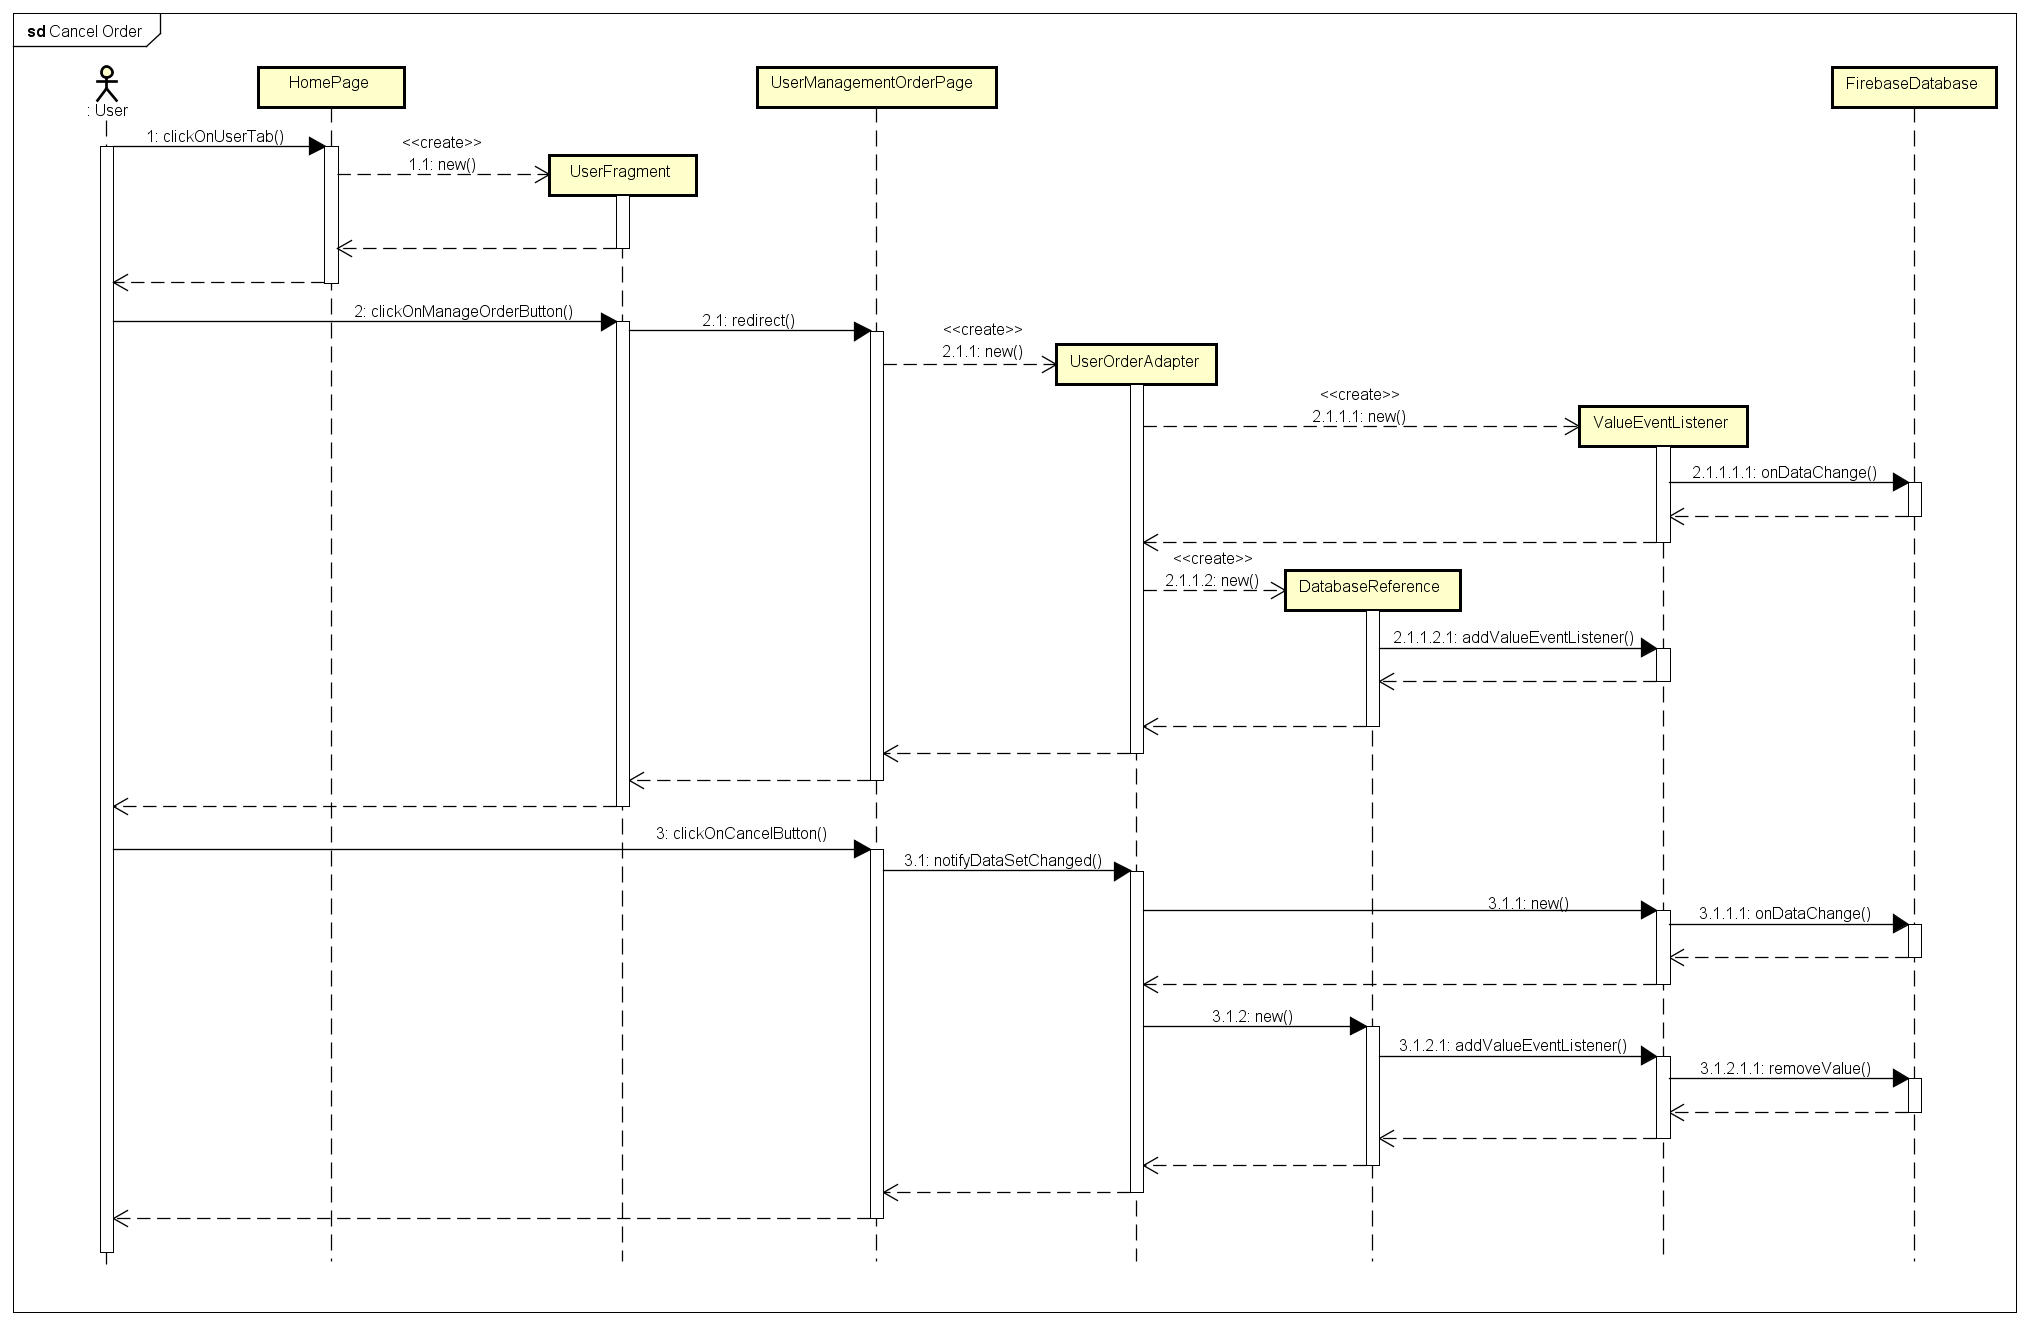 sd Cancel Order
HomePage
UserManagementOrderPage
FirebaseDatabase
: User
1: clickOnUserTab()
<<create>>
1.1: new()
UserFragment
2: clickOnManageOrderButton()
2.1: redirect()
<<create>>
2.1.1: new()
UserOrderAdapter
<<create>>
2.1.1.1: new()
ValueEventListener
2.1.1.1.1: onDataChange()
<<create>>
2.1.1.2: new()
DatabaseReference
2.1.1.2.1: addValueEventListener()
3: clickOnCancelButton()
3.1: notifyDataSetChanged()
3.1.1: new()
3.1.1.1: onDataChange()
3.1.2: new()
3.1.2.1: addValueEventListener()
3.1.2.1.1: removeValue()